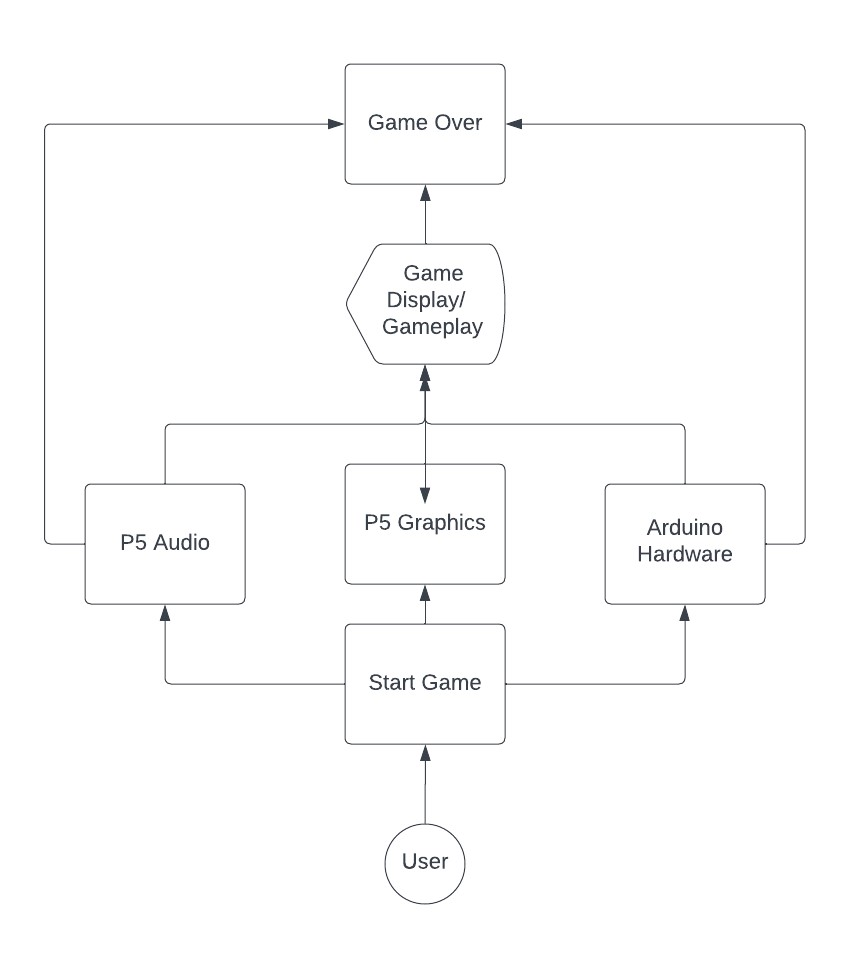 Game Over
Game
Display/
Gameplay
P5 Audio
P5 Graphics
Arduino
Hardware
Start Game
User